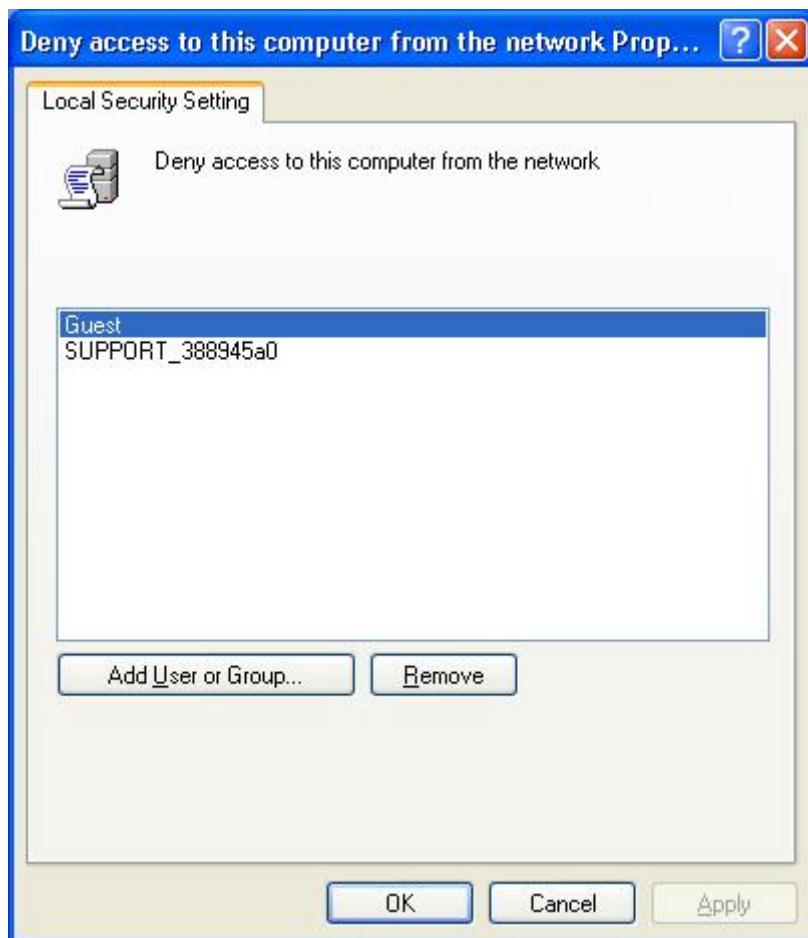 Deny access to this computer from the network Prop...
Local Security Setting
Deny access to this computer from the network
Guest
SUPPORT_388945a0
Add User or Group...
Remove
OK
Cancel
Apply